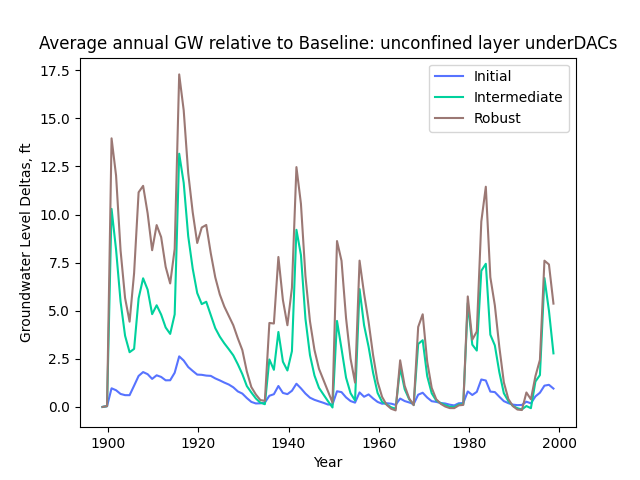 Average annual GW relative to Baseline: unconfined layer underDACs
Initial
Intermediate
Robust
Groundwater Level Deltas, ft
17.5
15.0
12.5
10.0
7.5
5.0
2.5
0.0
1900 1920 1940 1960 1980 2000
Year